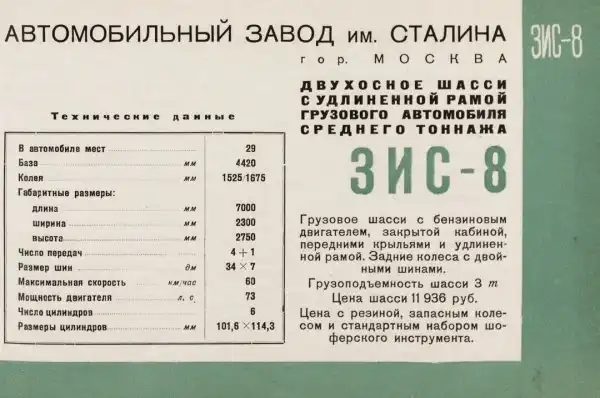 АВТОМОБИЛЬНЫЙ ЗАВОД им. СТАЛИНА
гор. МОСКВА
ЗИС-8
ДВУХОСНОЕ ШАССИ
С УДЛИНЕННОЙ РАМОЙ
ГРУЗОВОГО АВТОМОБИЛЯ
СРЕДНЕГО ТОННАЖА
ЗИС-8
Грузовое шасси с бензиновым
двигателем, закрытой кабиной,
передними крыльями и удлинен-
ной рамой. Задние колеса с двой-
ными шинами.
Грузоподъемность шасси 3 т
Цена шасси 11 936 руб.
Цена с резиной, запасным коле-
сом и стандартным набором шо-
ферского инструмента.
Технические данные
В автомобиле мест 29
База мм 4420
Колея мм 1525/1675
Габаритные размеры:
длина мм 7000
ширина мм 2300
высота мм 2750
Число передач 4 + 1
Размер шин дм 34 × 7
Максимальная скорость км/час 60
Мощность двигателя л. с. 73
Число цилиндров 6
Размеры цилиндров мм 101,6 × 114,3